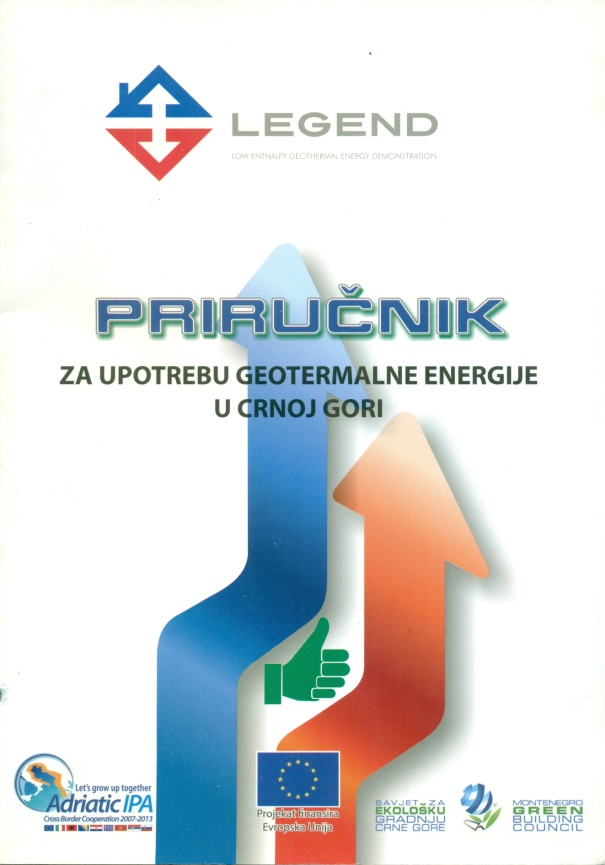 LEGEND
LOW ENTHALPY GEOTHERMAL ENERGY DEMONSTRATION
PRIRUČNIK
ZA UPOTREBU GEOTERMALNE ENERGIJE
U CRNOJ GORI
Let's grow up together
Adriatic IPA
Cross Border Cooperation 2007-2013
Projekat finansira
Evropska Unija
SAVJET ZA
EKOLOŠKU
GRADNJU
CRNE GORE
MONTENEGRO
GREEN
BUILDING
COUNCIL